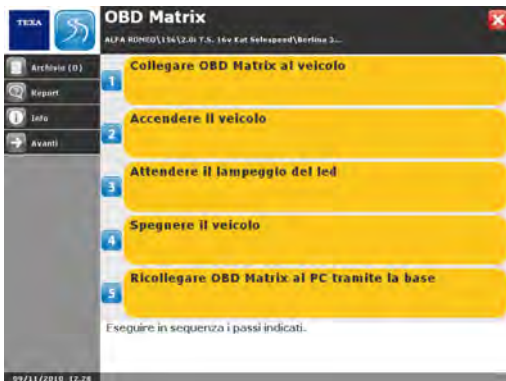 TEXA
OBD Matrix
ALFA ROMEO\156\2.0i T.S. 16v Kat Selespeed\Berlina 2...
Archivio (0)
Report
Info
Avanti
1
Collegare OBD Matrix al veicolo
2
Accendere il veicolo
3
Attendere il lampeggio del led
4
Spegnere il veicolo
5
Ricollegare OBD Matrix al PC tramite la base
Eseguire in sequenza i passi indicati.
09/11/2010 12.28